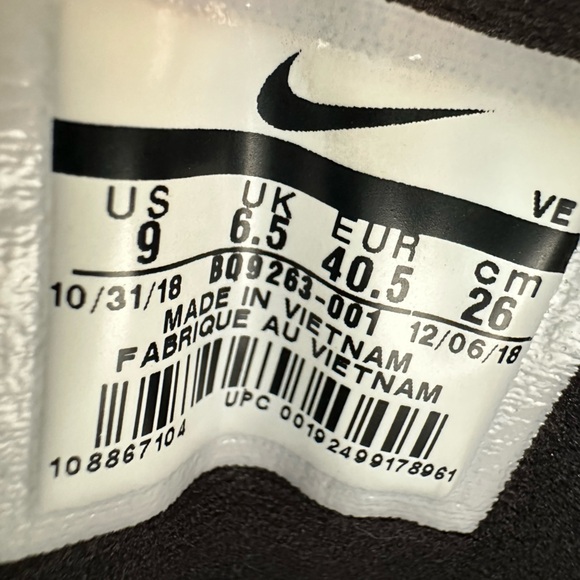 VE
US UK EUR cm
9 6.5 40.5 26
10/31/18 BQ9263-001 12/06/18
MADE IN VIETNAM
FABRIQUE AU VIETNAM
UPC 00192499178961
108867104